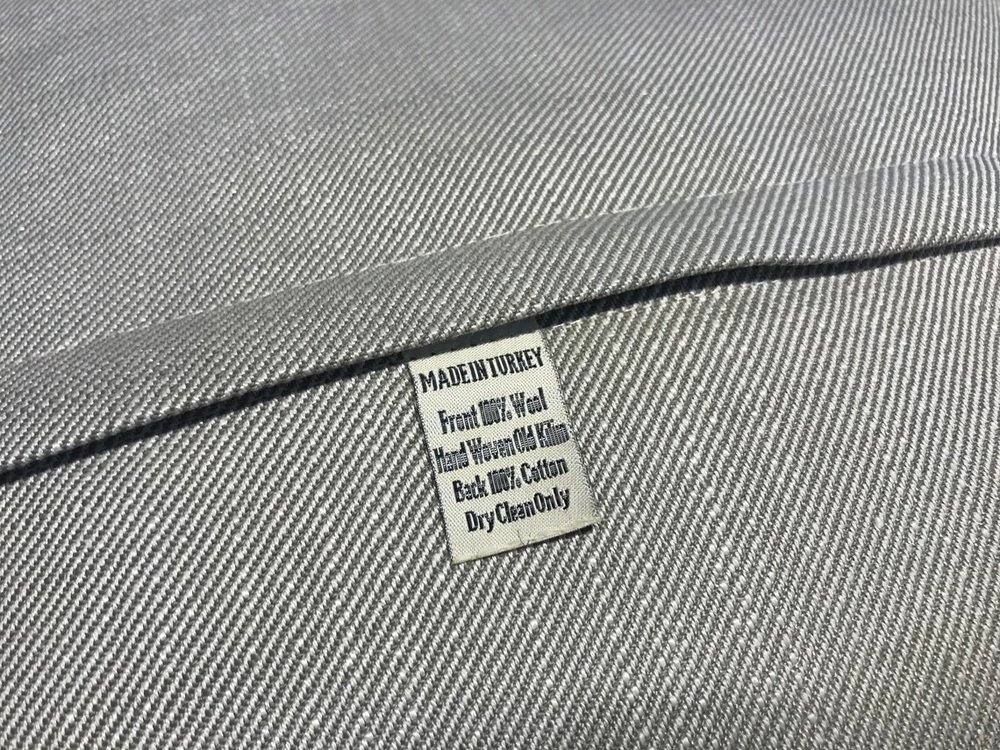 MADE IN TURKEY
Front 100% Wool
Hand Woven Old Kilim
Back 100% Cotton
Dry Clean Only